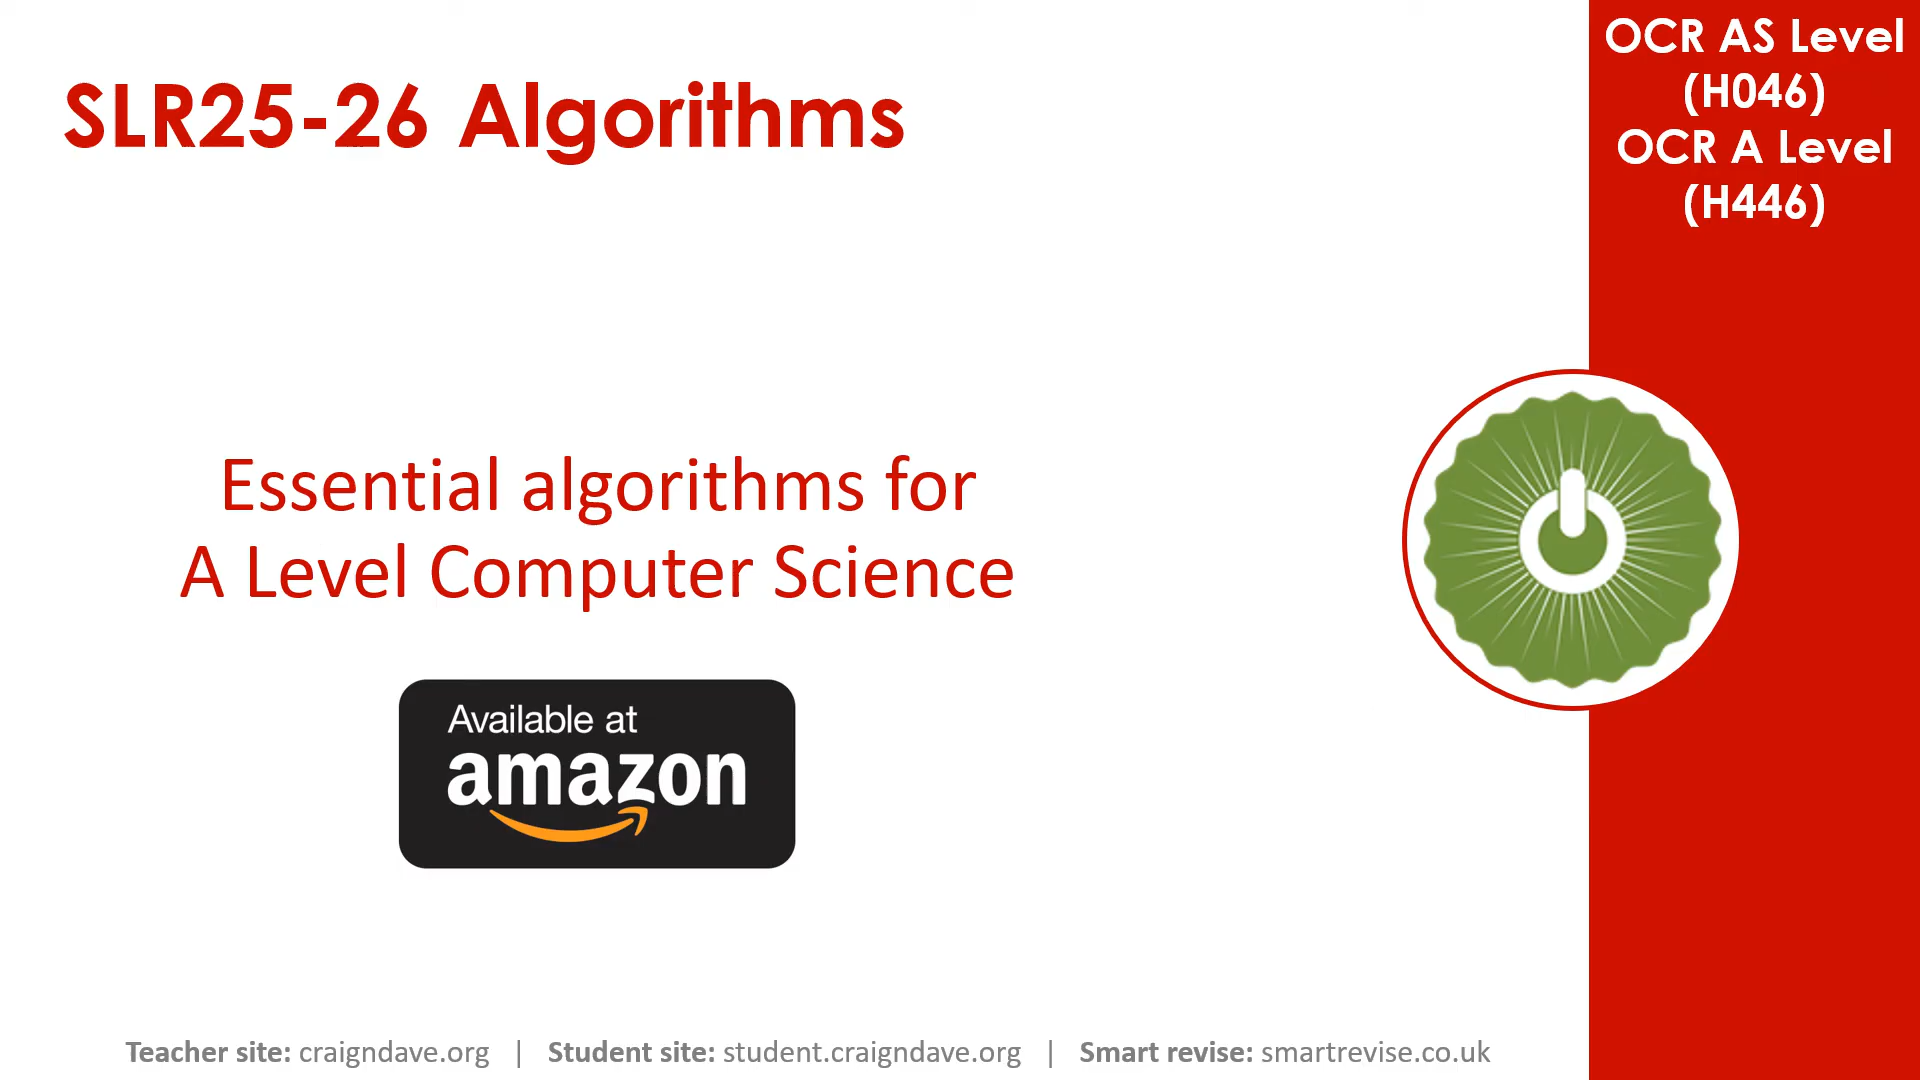 SLR25-26 Algorithms
OCR AS Level
(H046)
OCR A Level
(H446)
Essential algorithms for
A Level Computer Science
Available at
amazon
Teacher site: craigndave.org | Student site: student.craigndave.org | Smart revise: smartrevise.co.uk